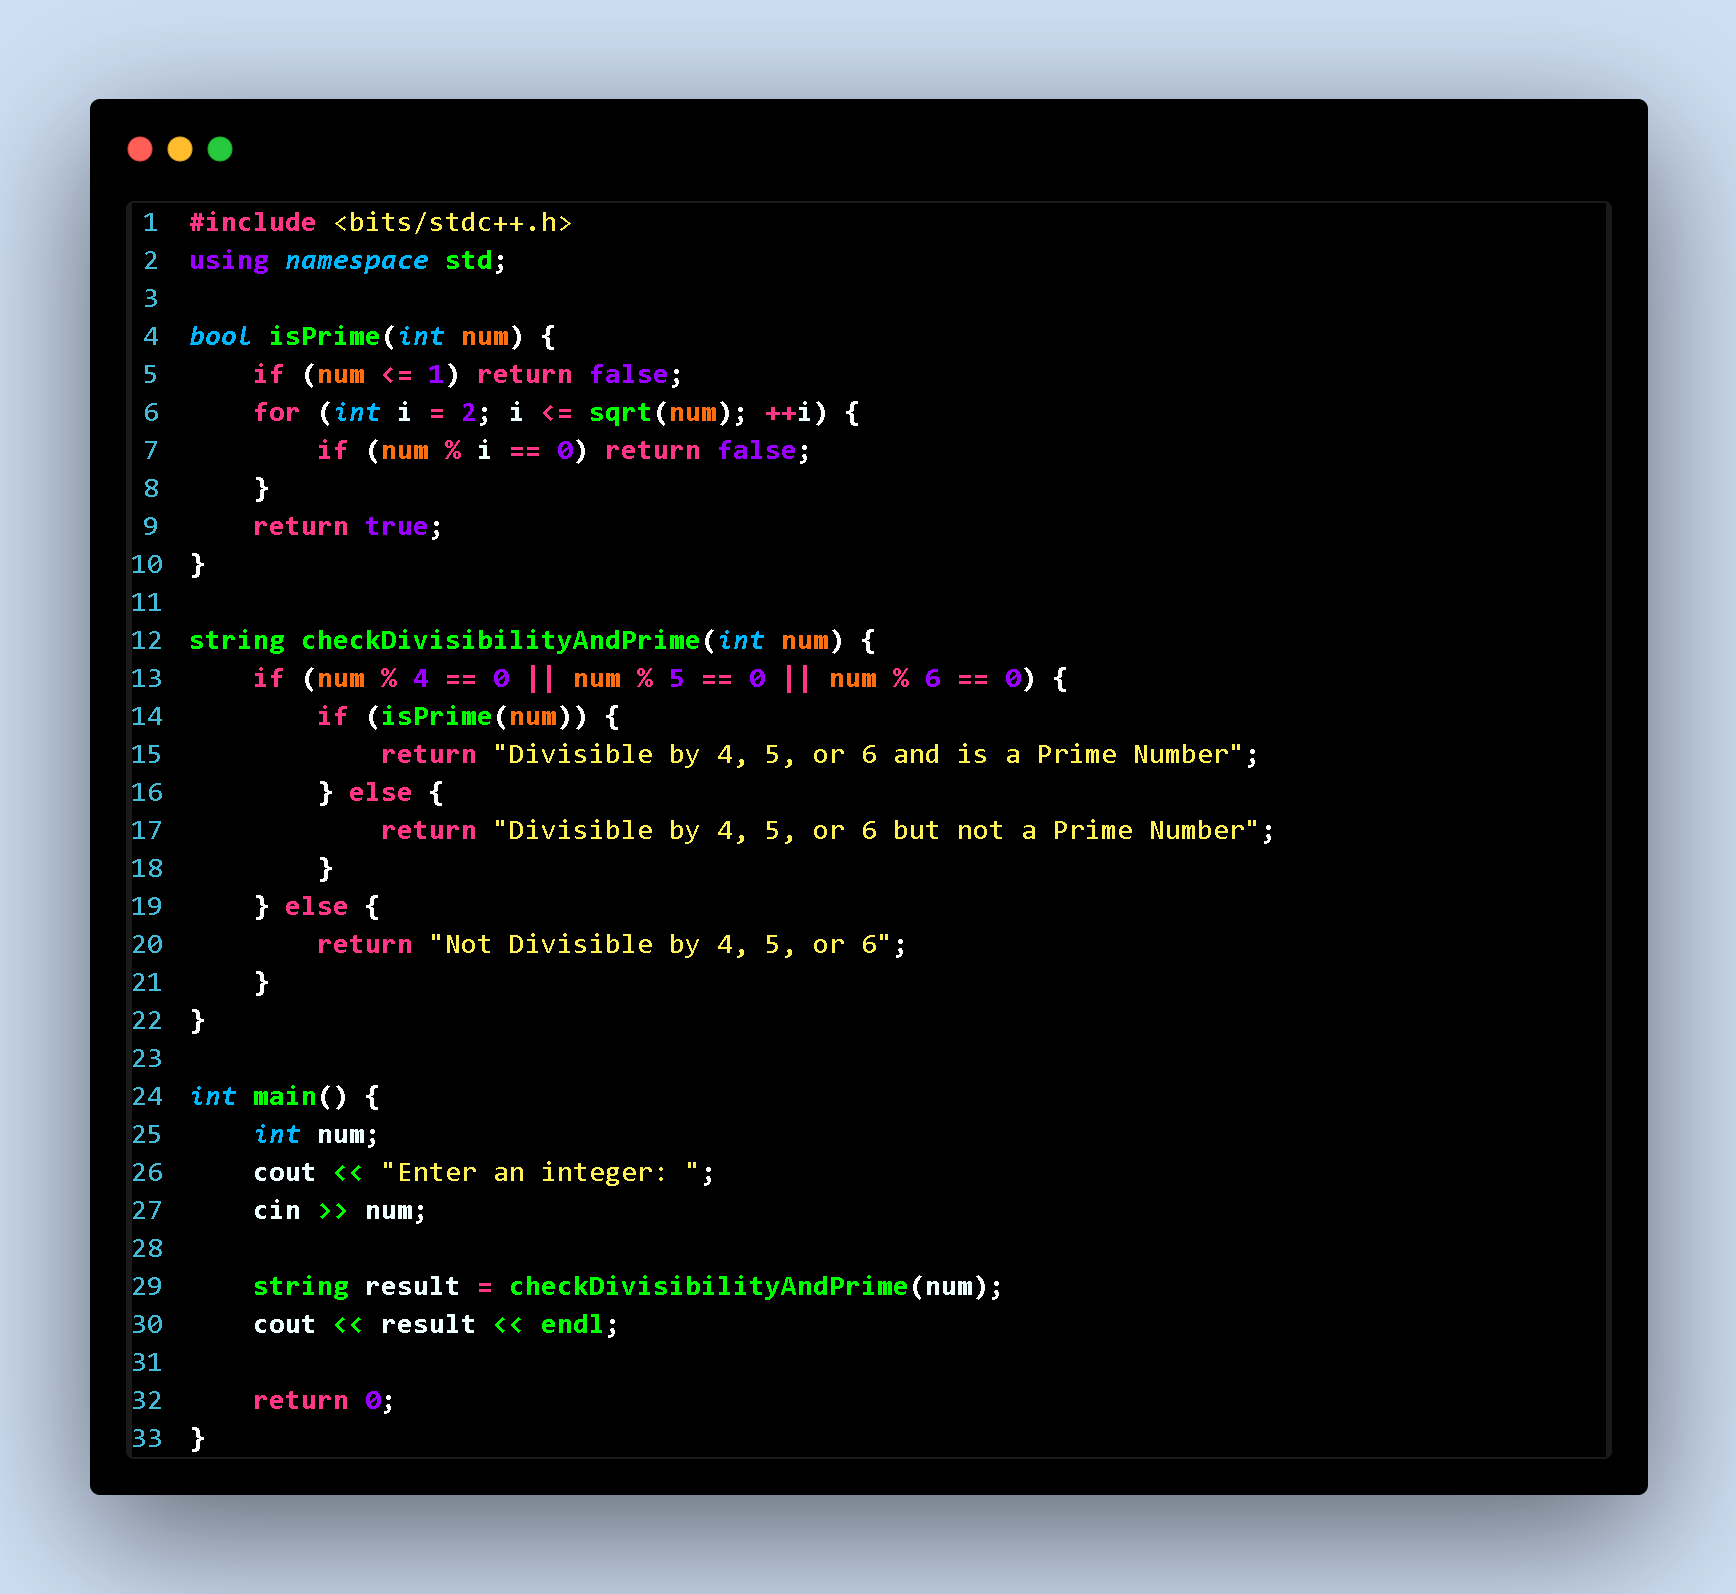 1 #include <bits/stdc++.h>
2 using namespace std;
3
4 bool isPrime(int num) {
5     if (num <= 1) return false;
6     for (int i = 2; i <= sqrt(num); ++i) {
7         if (num % i == 0) return false;
8     }
9     return true;
10 }
11
12 string checkDivisibilityAndPrime(int num) {
13     if (num % 4 == 0 || num % 5 == 0 || num % 6 == 0) {
14         if (isPrime(num)) {
15             return "Divisible by 4, 5, or 6 and is a Prime Number";
16         } else {
17             return "Divisible by 4, 5, or 6 but not a Prime Number";
18         }
19     } else {
20         return "Not Divisible by 4, 5, or 6";
21     }
22 }
23
24 int main() {
25     int num;
26     cout << "Enter an integer: ";
27     cin >> num;
28
29     string result = checkDivisibilityAndPrime(num);
30     cout << result << endl;
31
32     return 0;
33 }